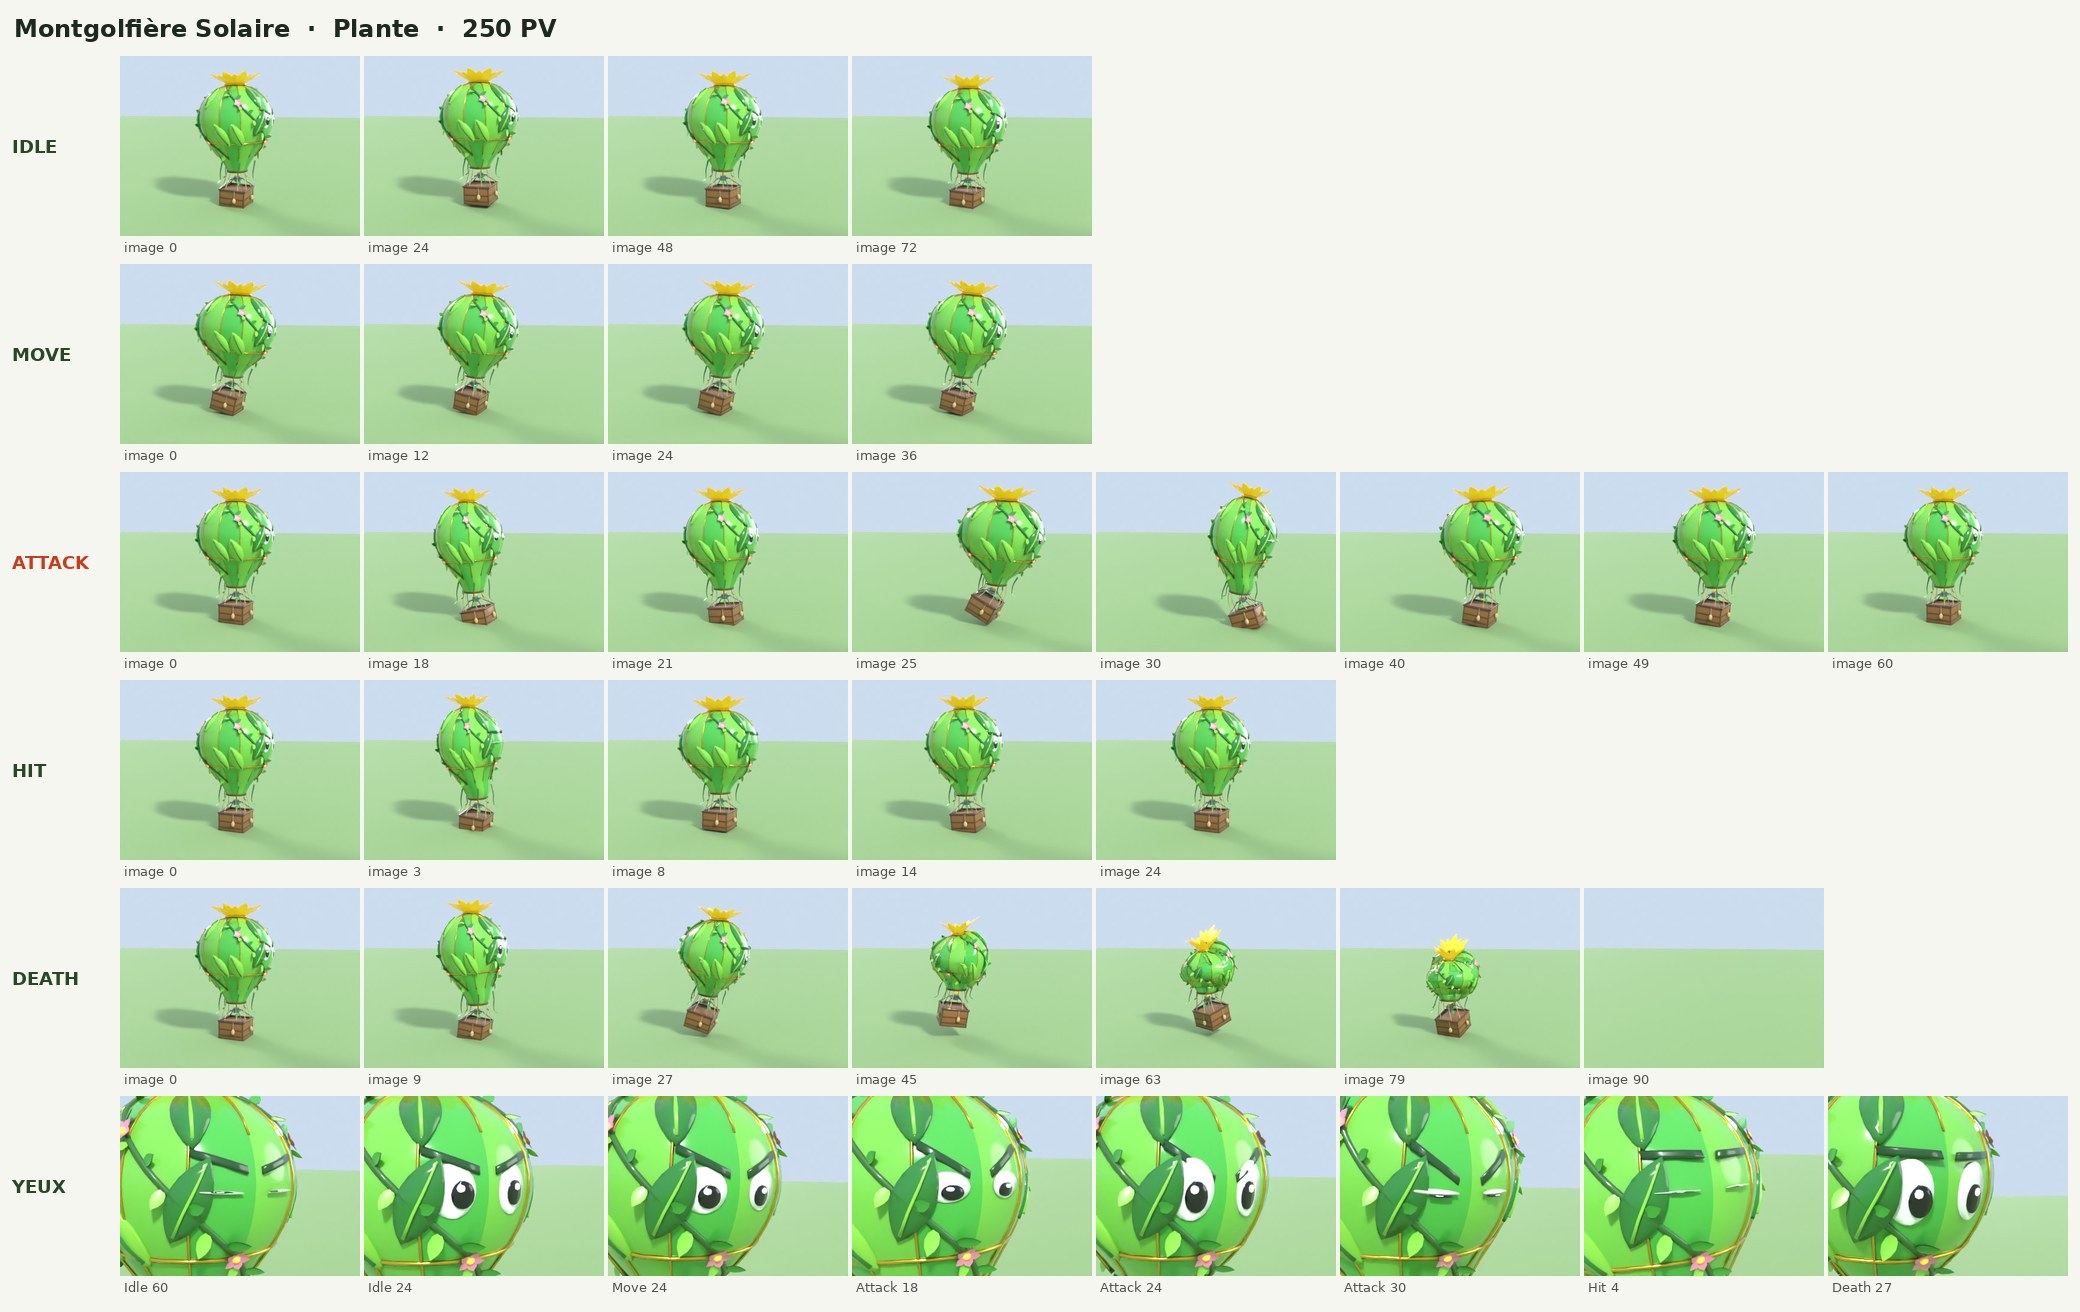 Montgolfière Solaire · Plante · 250 PV
IDLE
image 0 image 24 image 48 image 72
MOVE
image 0 image 12 image 24 image 36
ATTACK
image 0 image 18 image 21 image 25 image 30 image 40 image 49 image 60
HIT
image 0 image 3 image 8 image 14 image 24
DEATH
image 0 image 9 image 27 image 45 image 63 image 79 image 90
YEUX
Idle 60 Idle 24 Move 24 Attack 18 Attack 24 Attack 30 Hit 4 Death 27